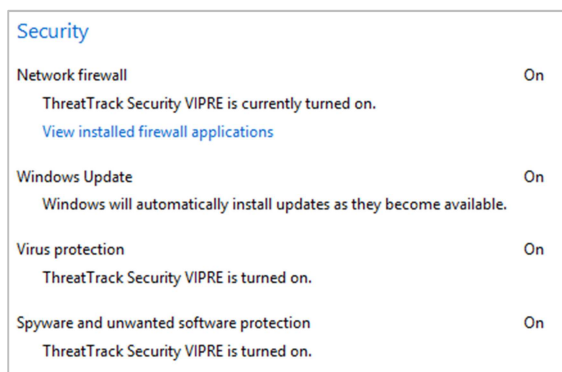 Security
Network firewall On
ThreatTrack Security VIPRE is currently turned on.
View installed firewall applications
Windows Update On
Windows will automatically install updates as they become available.
Virus protection On
ThreatTrack Security VIPRE is turned on.
Spyware and unwanted software protection On
ThreatTrack Security VIPRE is turned on.